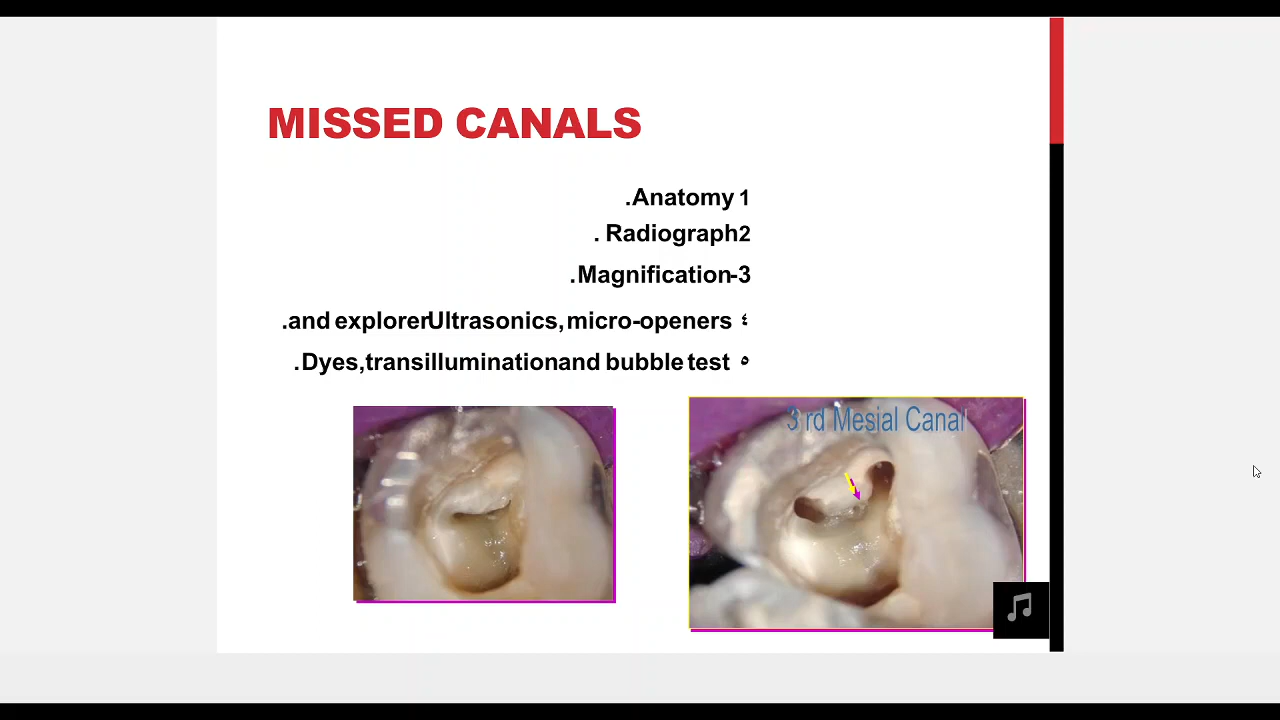 MISSED CANALS
.Anatomy 1
. Radiograph2
.Magnification-3
.and explorerUltrasonics, micro-openers ٤
.Dyes,transilluminationand bubble test ٥
3 rd Mesial Canal